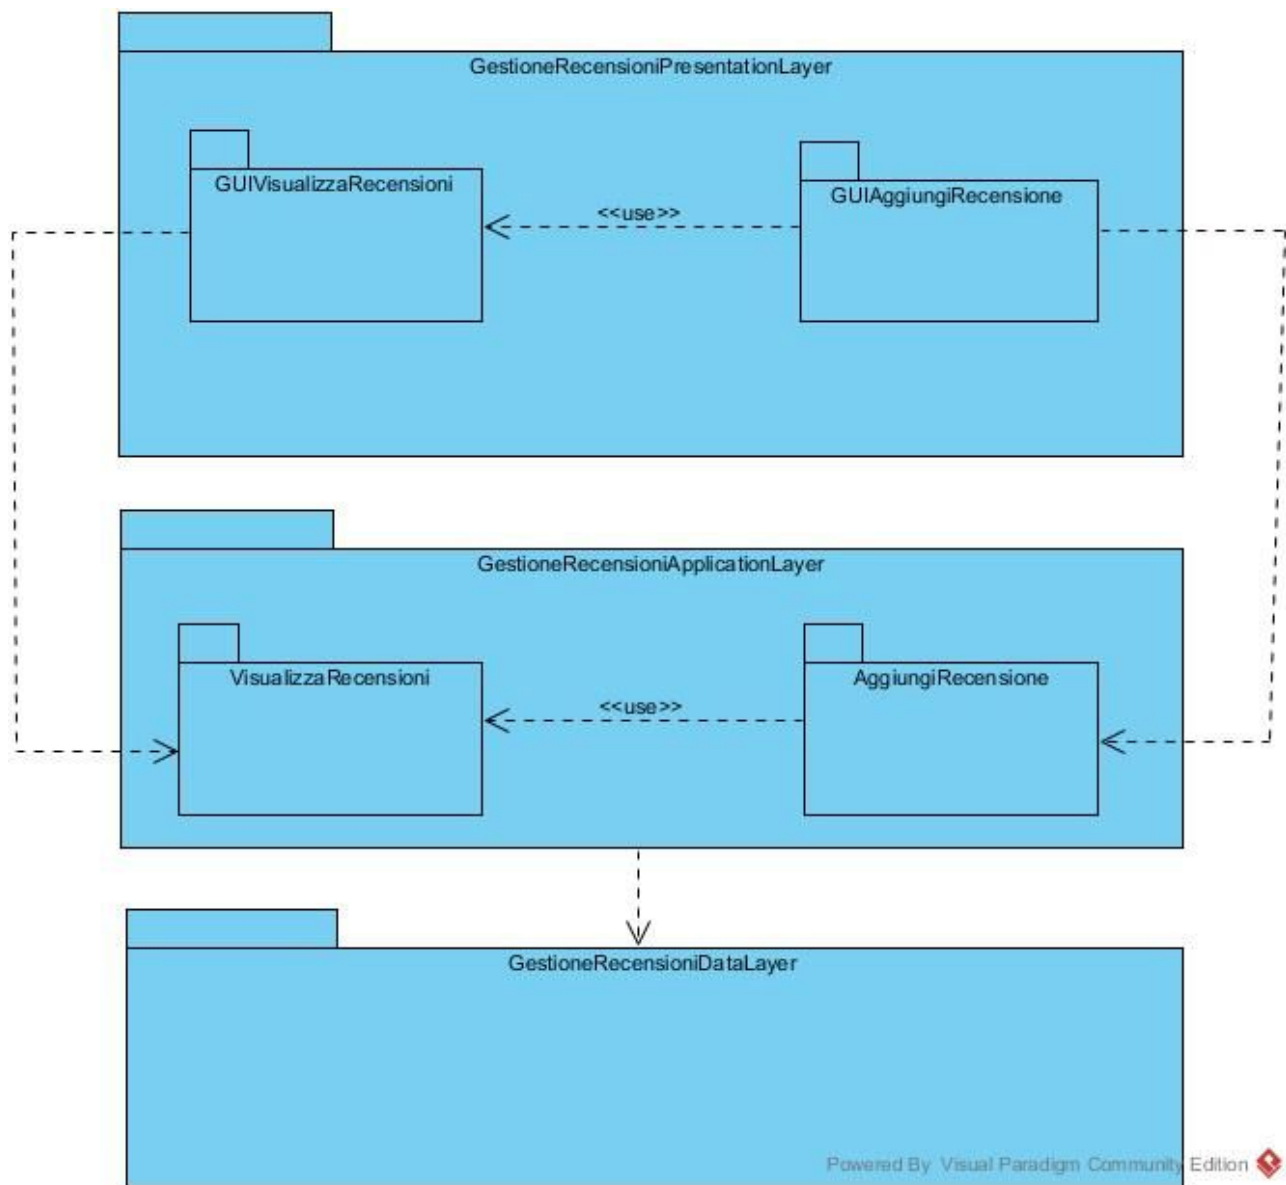 GestioneRecensioniPresentationLayer
GUIVisualizzaRecensioni
GUIAggiungiRecensione
<<use>>
GestioneRecensioniApplicationLayer
VisualizzaRecensioni
AggiungiRecensione
<<use>>
GestioneRecensioniDataLayer
Powered By Visual Paradigm Community Edition